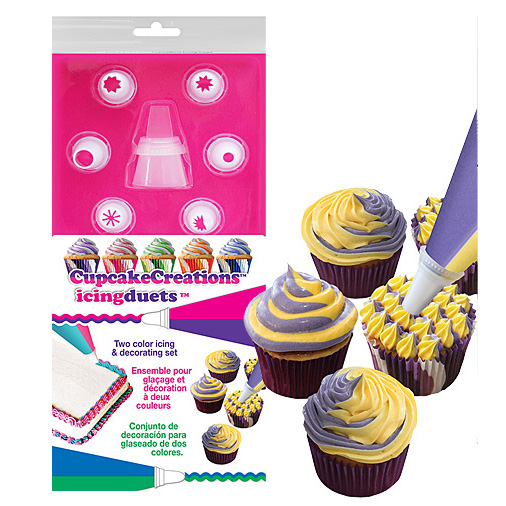 CupcakeCreations™
icingduets™
Two color icing
& decorating set
Ensemble pour
glaçage et
décoration
à deux
couleurs
Conjunto de
decoración para
glaseado de dos
colores.